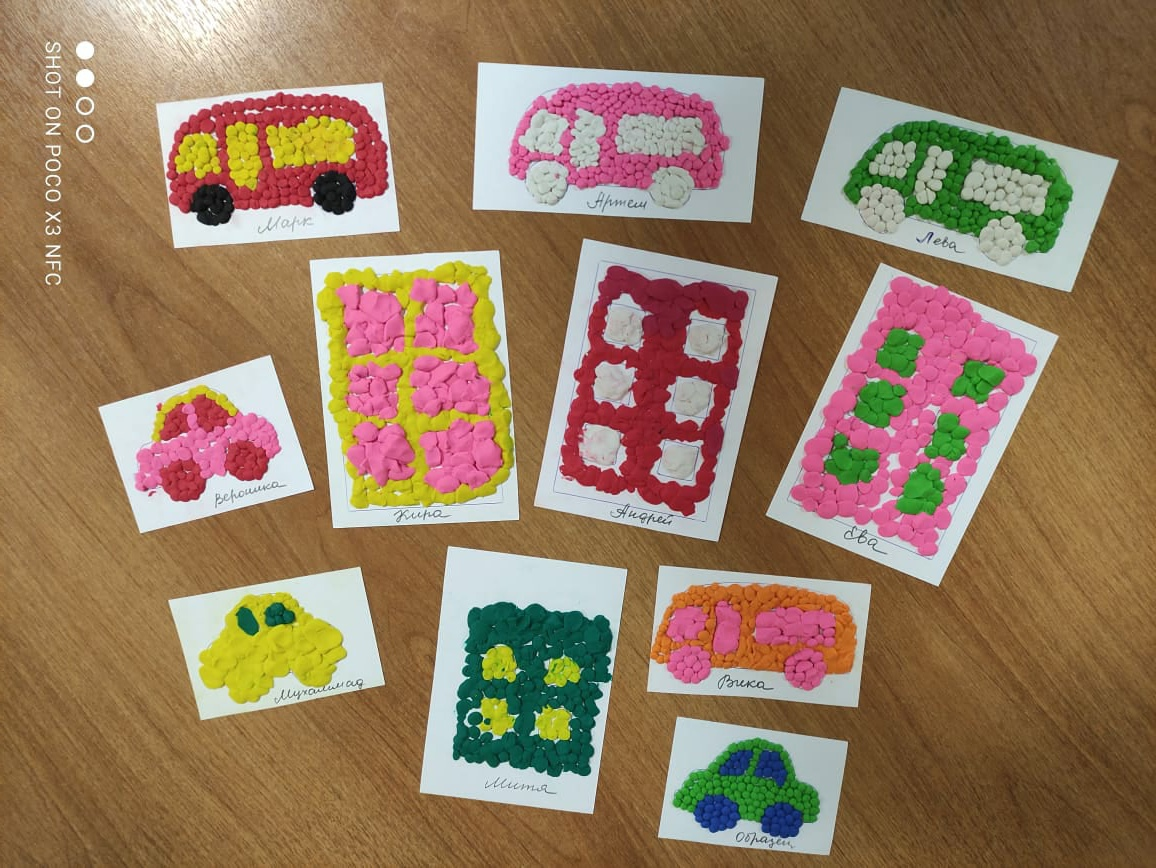 SHOT ON POCO X3 NFC
Марк
Артем
Лева
Вероника
Кира
Андрей
Ева
Мухаммад
Митя
Вика
Образец